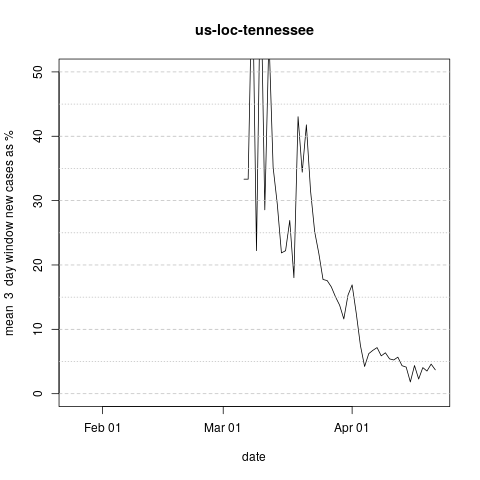 us-loc-tennessee
mean 3 day window new cases as %
50
40
30
20
10
0
Feb 01
Mar 01
Apr 01
date